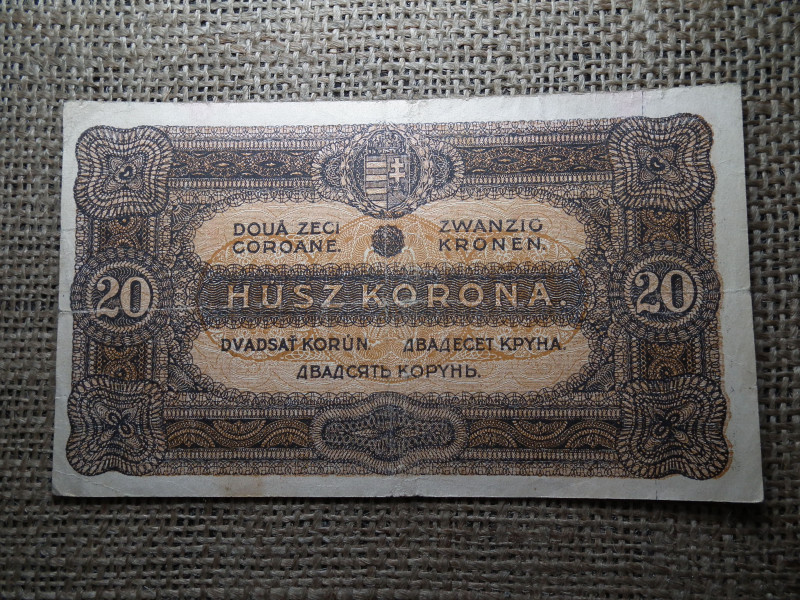 DOUĂ ZECI COROANE.
ZWANZIG KRONEN.
20 HUSZ KORONA. 20
DVADSAŤ KORÚN ДВАДЕСЕТ КРУНА.
ДВАДСЯТЬ КОРУНЬ.